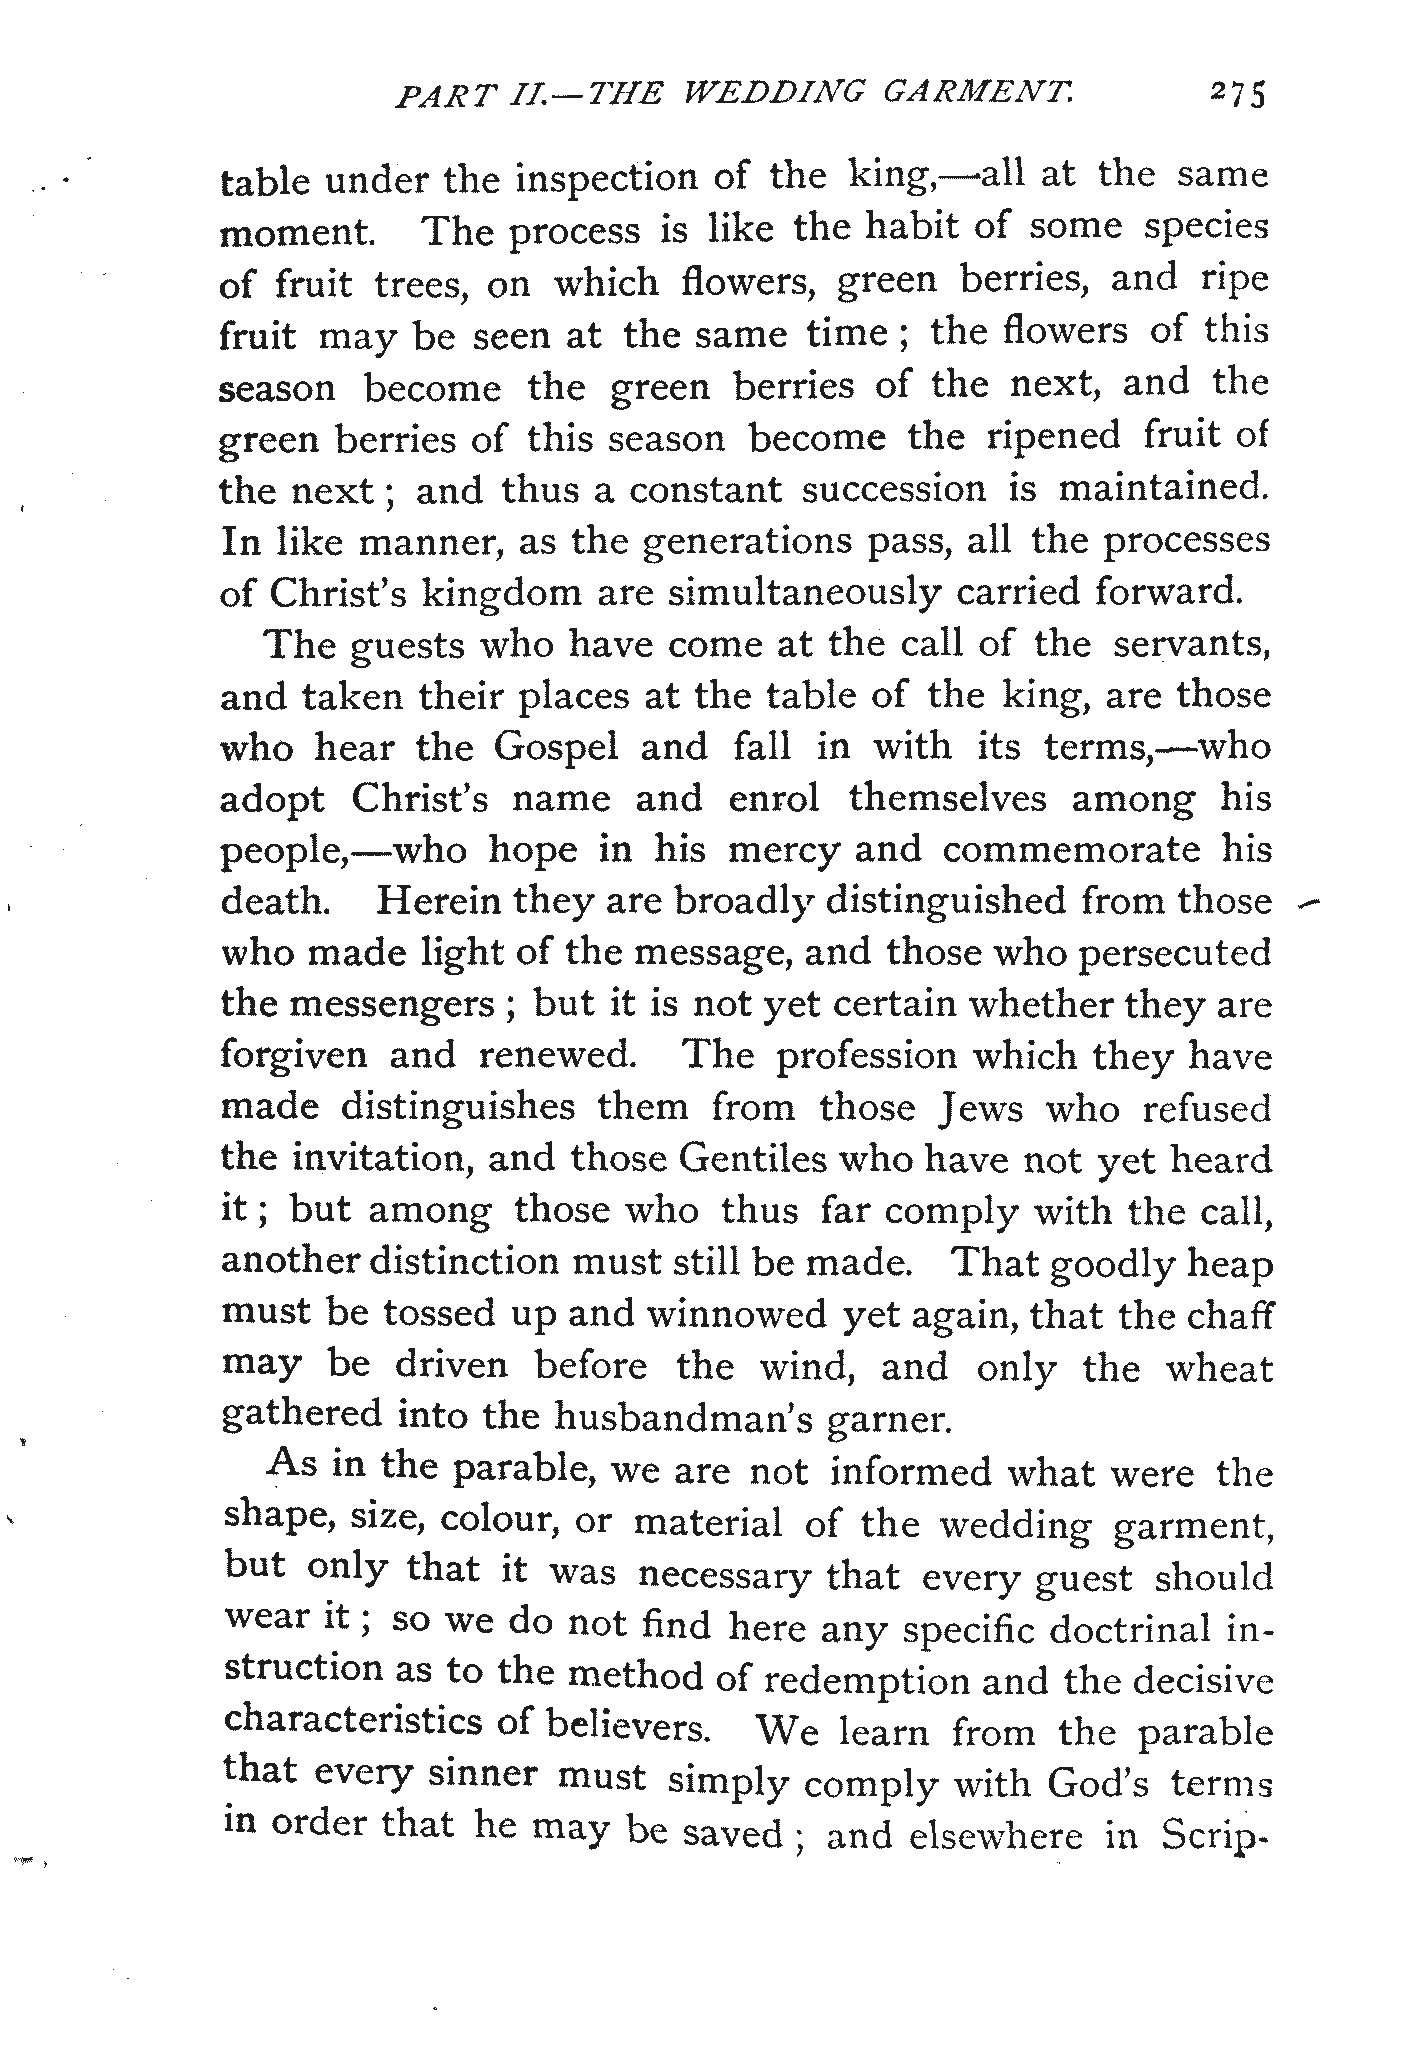 PART II.—THE WEDDING GARMENT. 275
table under the inspection of the king,—all at the same
moment. The process is like the habit of some species
of fruit trees, on which flowers, green berries, and ripe
fruit may be seen at the same time ; the flowers of this
season become the green berries of the next, and the
green berries of this season become the ripened fruit of
the next ; and thus a constant succession is maintained.
In like manner, as the generations pass, all the processes
of Christ's kingdom are simultaneously carried forward.
The guests who have come at the call of the servants,
and taken their places at the table of the king, are those
who hear the Gospel and fall in with its terms,—who
adopt Christ's name and enrol themselves among his
people,—who hope in his mercy and commemorate his
death. Herein they are broadly distinguished from those
who made light of the message, and those who persecuted
the messengers ; but it is not yet certain whether they are
forgiven and renewed. The profession which they have
made distinguishes them from those Jews who refused
the invitation, and those Gentiles who have not yet heard
it ; but among those who thus far comply with the call,
another distinction must still be made. That goodly heap
must be tossed up and winnowed yet again, that the chaff
may be driven before the wind, and only the wheat
gathered into the husbandman's garner.
As in the parable, we are not informed what were the
shape, size, colour, or material of the wedding garment,
but only that it was necessary that every guest should
wear it ; so we do not find here any specific doctrinal in-
struction as to the method of redemption and the decisive
characteristics of believers. We learn from the parable
that every sinner must simply comply with God's terms
in order that he may be saved ; and elsewhere in Scrip-